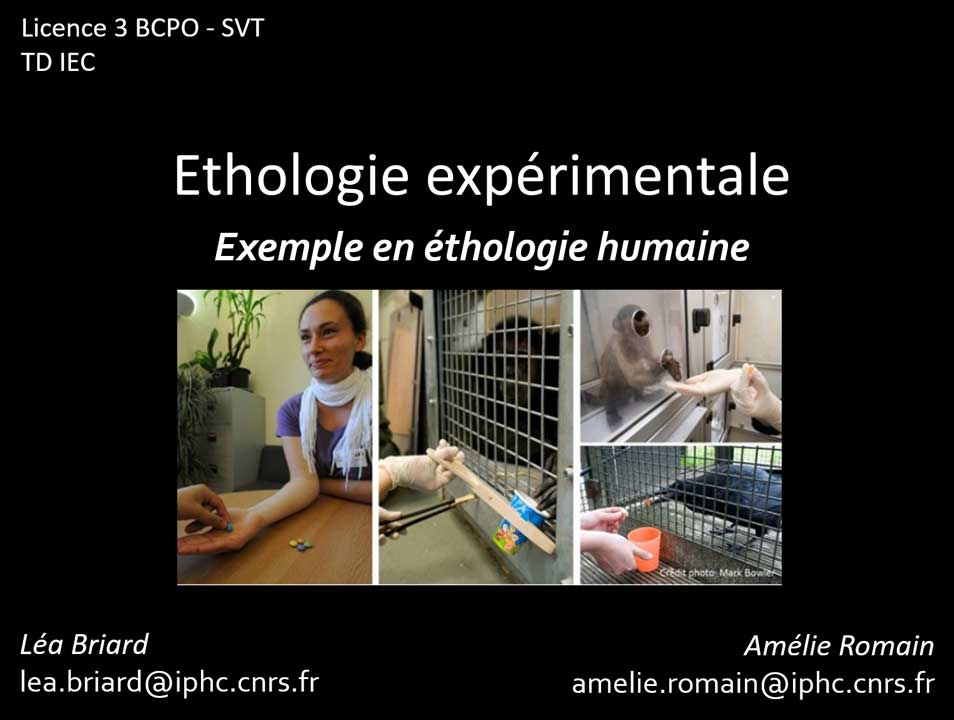 Licence 3 BCPO - SVT
TD IEC
Ethologie expérimentale
Exemple en éthologie humaine
Crédit photo: Mark Bowler
Léa Briard
lea.briard@iphc.cnrs.fr
Amélie Romain
amelie.romain@iphc.cnrs.fr